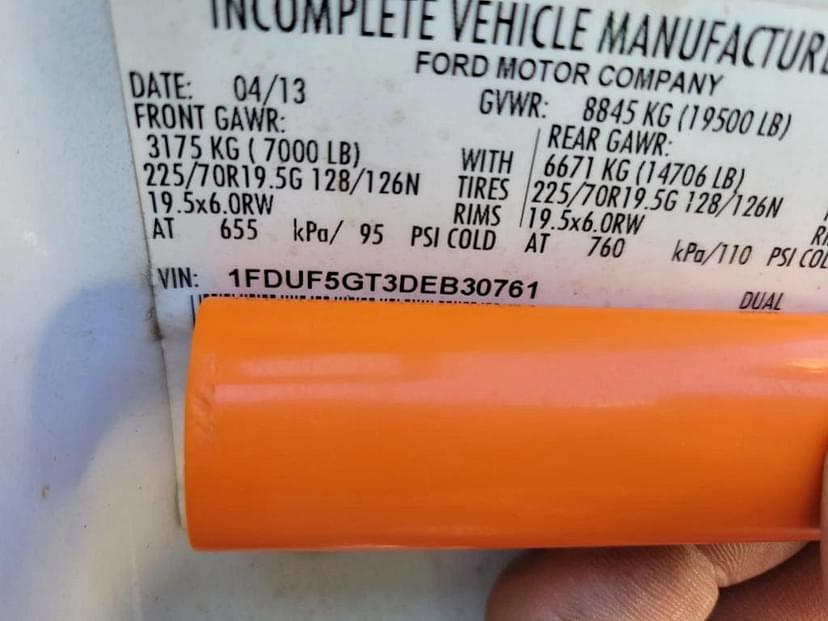 INCOMPLETE VEHICLE MANUFACTURE
FORD MOTOR COMPANY
DATE: 04/13 GVWR: 8845 KG (19500 LB)
FRONT GAWR: REAR GAWR:
3175 KG ( 7000 LB) WITH 6671 KG (14706 LB)
225/70R19.5G 128/126N TIRES 225/70R19.5G 128/126N
19.5x6.0RW RIMS 19.5x6.0RW
AT 655 kPa/ 95 PSI COLD AT 760 kPa/110 PSI COL
VIN: 1FDUF5GT3DEB30761
DUAL